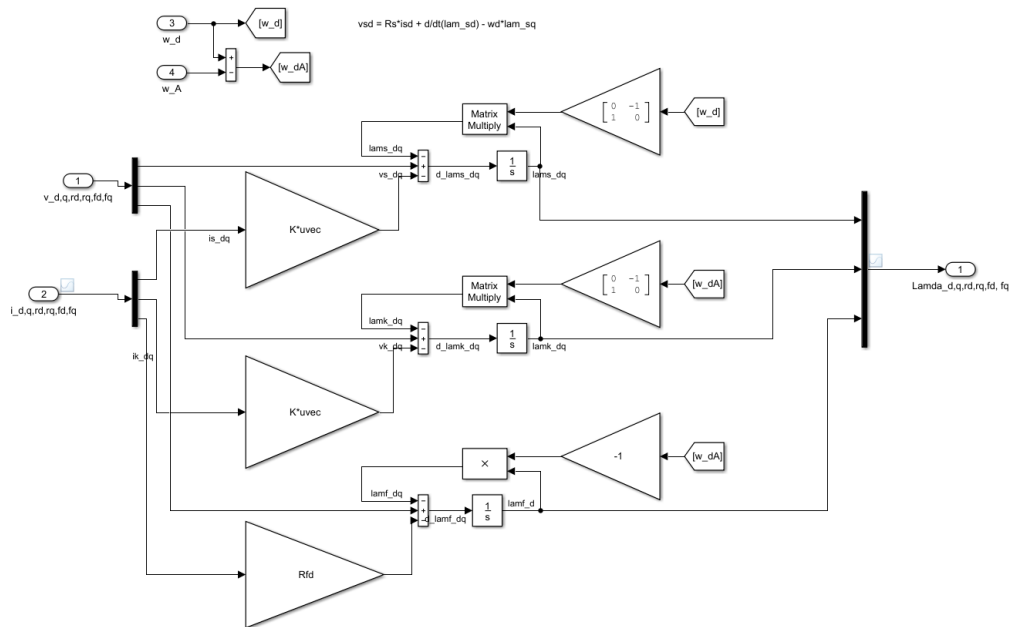 3
w_d
[w_d]
vsd = Rs*isd + d/dt(lam_sd) - wd*lam_sq
+
−
4
w_A
[w_dA]
Matrix
Multiply
0 -1
1 0
[w_d]
lams_dq
−
+
−
vs_dq
d_lams_dq
1
s
lams_dq
1
v_d,q,rd,rq,fd,fq
K*uvec
is_dq
2
i_d,q,rd,rq,fd,fq
Matrix
Multiply
0 -1
1 0
[w_dA]
1
Lamda_d,q,rd,rq,fd, fq
lamk_dq
−
+
−
vk_dq
d_lamk_dq
1
s
lamk_dq
ik_dq
K*uvec
×
-1
[w_dA]
lamf_dq
−
+
−
d_lamf_dq
1
s
lamf_d
Rfd